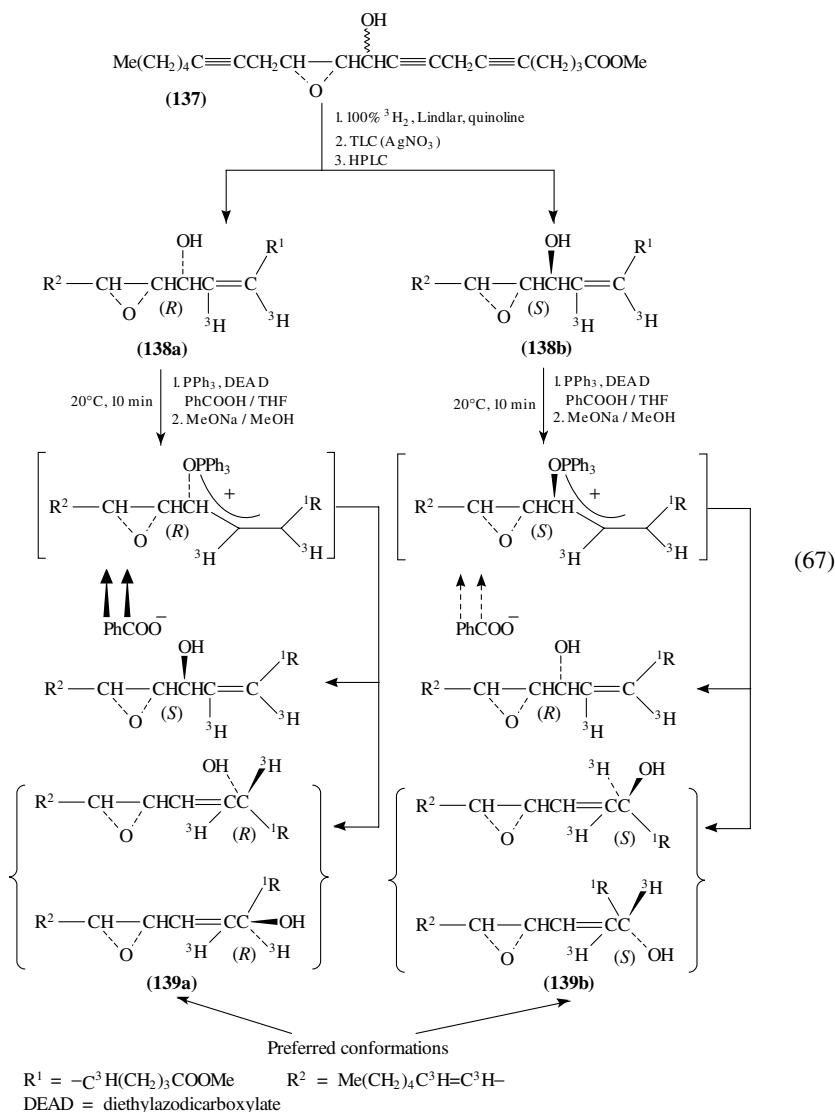 OH
Me(CH2)4C≡CCH2CH—CHCHC≡CCH2C≡C(CH2)3COOMe
O
(137)
1. 100% ³H2, Lindlar, quinoline
2. TLC (AgNO3)
3. HPLC
OH R¹ OH R¹
R²—CH—CHCHC=C R²—CH—CHCHC=C
O (R) ³H ³H O (S) ³H ³H
(138a) (138b)
20°C, 10 min 1. PPh3, DEAD PhCOOH / THF 2. MeONa / MeOH
20°C, 10 min 1. PPh3, DEAD PhCOOH / THF 2. MeONa / MeOH
OPPh3 + ¹R OPPh3 + ¹R
R²—CH—CHCH R²—CH—CHCH
O (R) ³H ³H O (S) ³H ³H
(67)
PhCOO⁻ PhCOO⁻
OH ¹R OH ¹R
R²—CH—CHCHC=C R²—CH—CHCHC=C
O (S) ³H ³H O (R) ³H ³H
OH ³H ³H OH
R²—CH—CHCH=CC R²—CH—CHCH=CC
O ³H (R) ¹R O ³H (S) ¹R
¹R ¹R ³H
R²—CH—CHCH=CC—OH R²—CH—CHCH=CC
O ³H (R) ³H O ³H (S) OH
(139a) (139b)
Preferred conformations
R¹ = –C³H(CH2)3COOMe R² = Me(CH2)4C³H=C³H–
DEAD = diethylazodicarboxylate